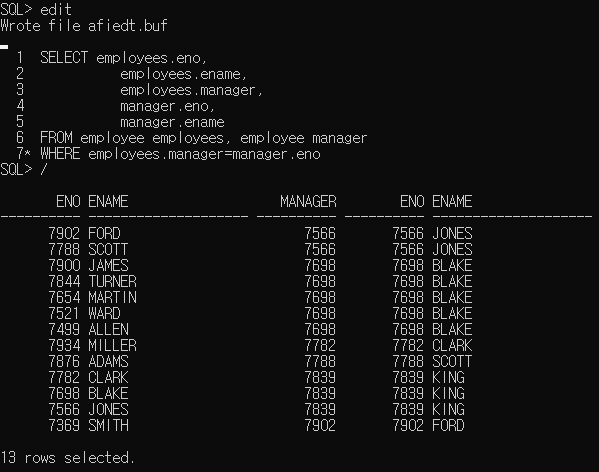 SQL> edit
Wrote file afiedt.buf
1 SELECT employees.eno,
2 employees.ename,
3 employees.manager,
4 manager.eno,
5 manager.ename
6 FROM employee employees, employee manager
7* WHERE employees.manager=manager.eno
SQL> /
ENO ENAME MANAGER ENO ENAME
---------- -------------------- ---------- ---------- --------------------
7902 FORD 7566 7566 JONES
7788 SCOTT 7566 7566 JONES
7900 JAMES 7698 7698 BLAKE
7844 TURNER 7698 7698 BLAKE
7654 MARTIN 7698 7698 BLAKE
7521 WARD 7698 7698 BLAKE
7499 ALLEN 7698 7698 BLAKE
7934 MILLER 7782 7782 CLARK
7876 ADAMS 7788 7788 SCOTT
7782 CLARK 7839 7839 KING
7698 BLAKE 7839 7839 KING
7566 JONES 7839 7839 KING
7369 SMITH 7902 7902 FORD
13 rows selected.